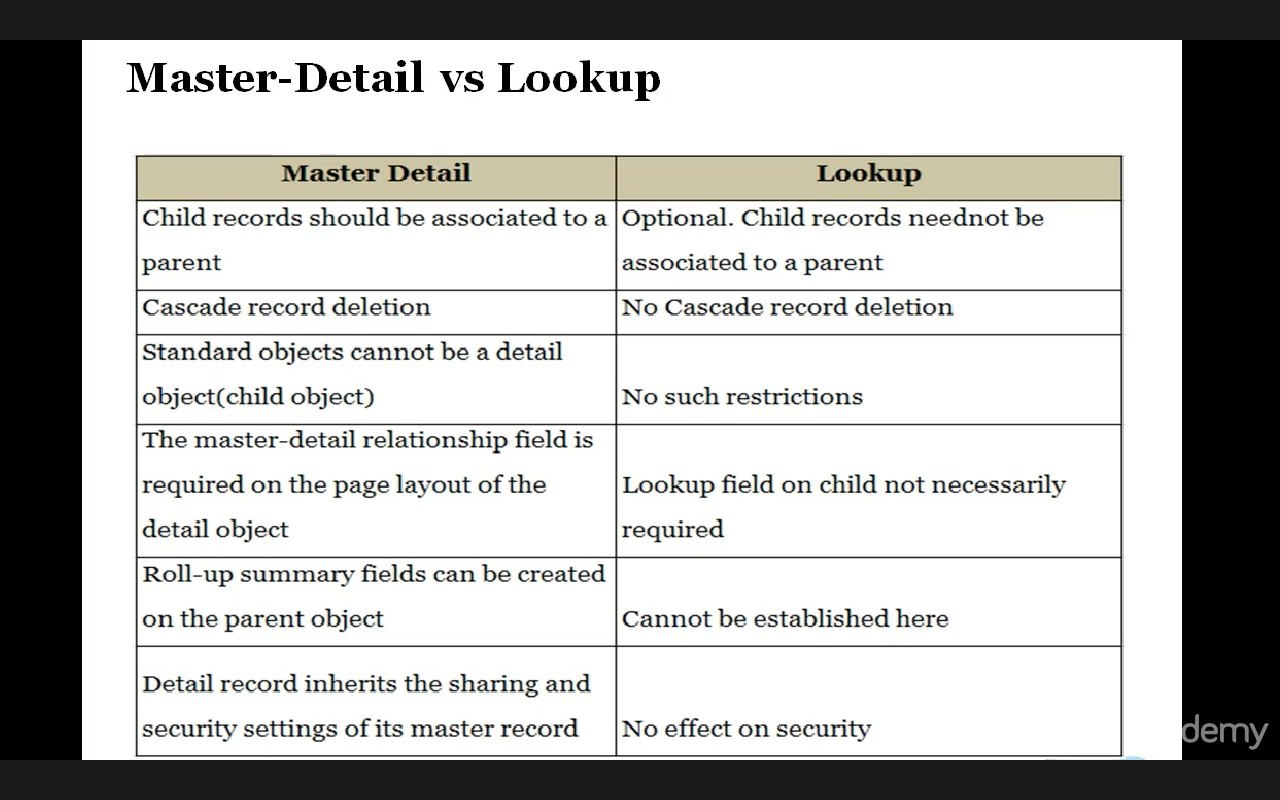 Master-Detail vs Lookup
Master Detail
Lookup
Child records should be associated to a
parent
Optional. Child records neednot be
associated to a parent
Cascade record deletion
No Cascade record deletion
Standard objects cannot be a detail
object(child object)
No such restrictions
The master-detail relationship field is
required on the page layout of the
detail object
Lookup field on child not necessarily
required
Roll-up summary fields can be created
on the parent object
Cannot be established here
Detail record inherits the sharing and
security settings of its master record
No effect on security
demy